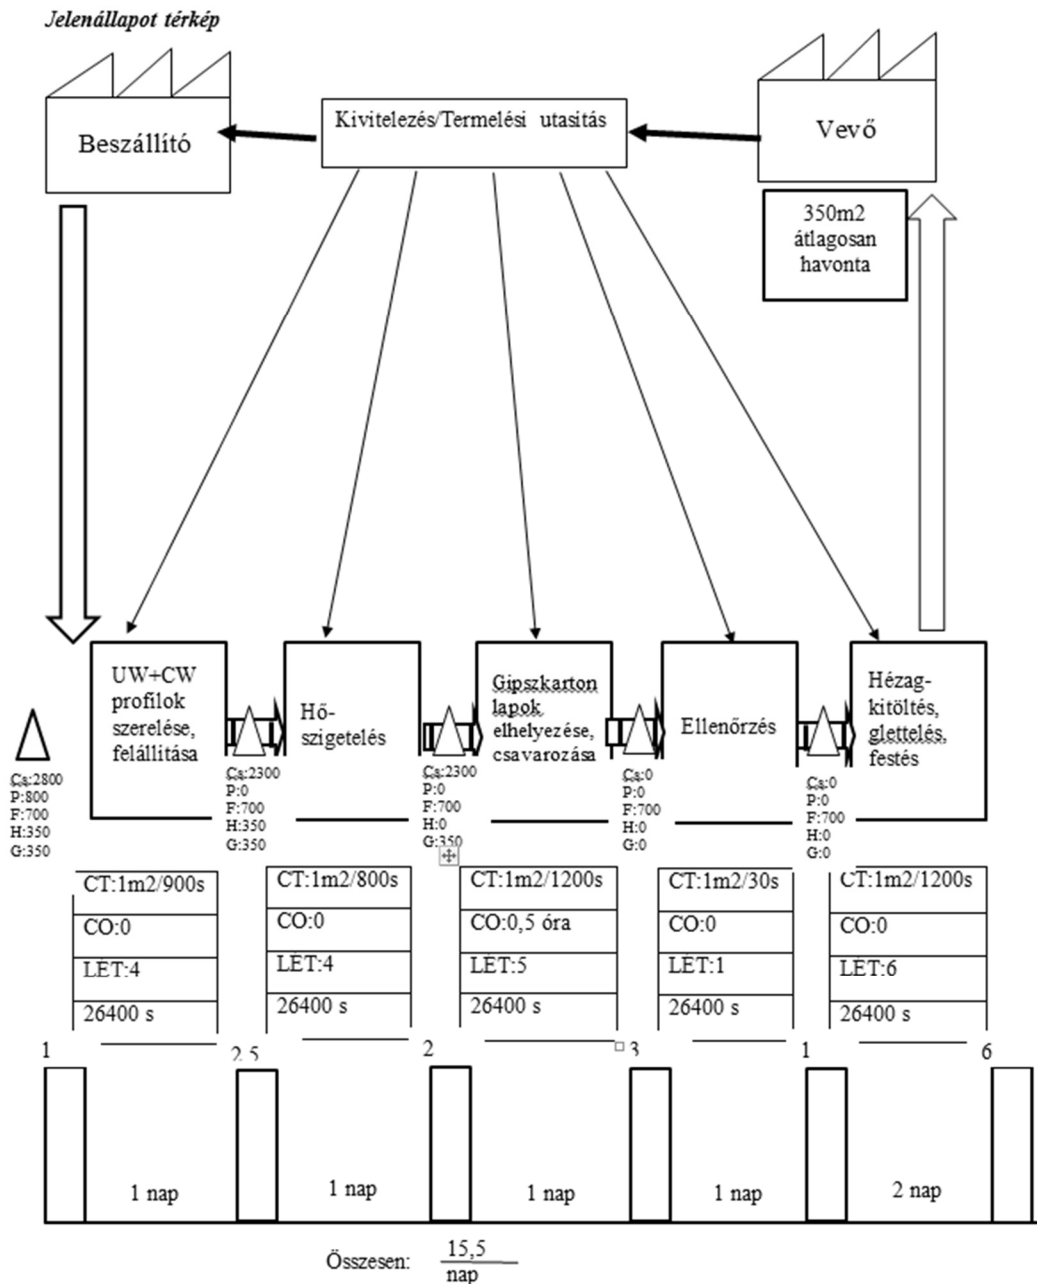 Jelenállapot térkép
Beszállító
Kivitelezés/Termelési utasítás
Vevő
350m2
átlagosan
havonta
UW+CW
profilok
szerelése,
felállítása
Hő-
szigetelés
Gipszkarton
lapok
elhelyezése,
csavarozása
Ellenőrzés
Hézag-
kitöltés,
glettelés,
festés
Cs:2800
P:800
F:700
H:350
G:350
Cs:2300
P:0
F:700
H:350
G:350
Cs:2300
P:0
F:700
H:0
G:350
Cs:0
P:0
F:700
H:0
G:0
Cs:0
P:0
F:700
H:0
G:0
CT:1m2/900s
CO:0
LÉT:4
26400 s
CT:1m2/800s
CO:0
LÉT:4
26400 s
CT:1m2/1200s
CO:0,5 óra
LÉT:5
26400 s
CT:1m2/30s
CO:0
LÉT:1
26400 s
CT:1m2/1200s
CO:0
LÉT:6
26400 s
1
2,5
2
3
1
6
1 nap
1 nap
1 nap
1 nap
2 nap
Összesen:
15,5
nap